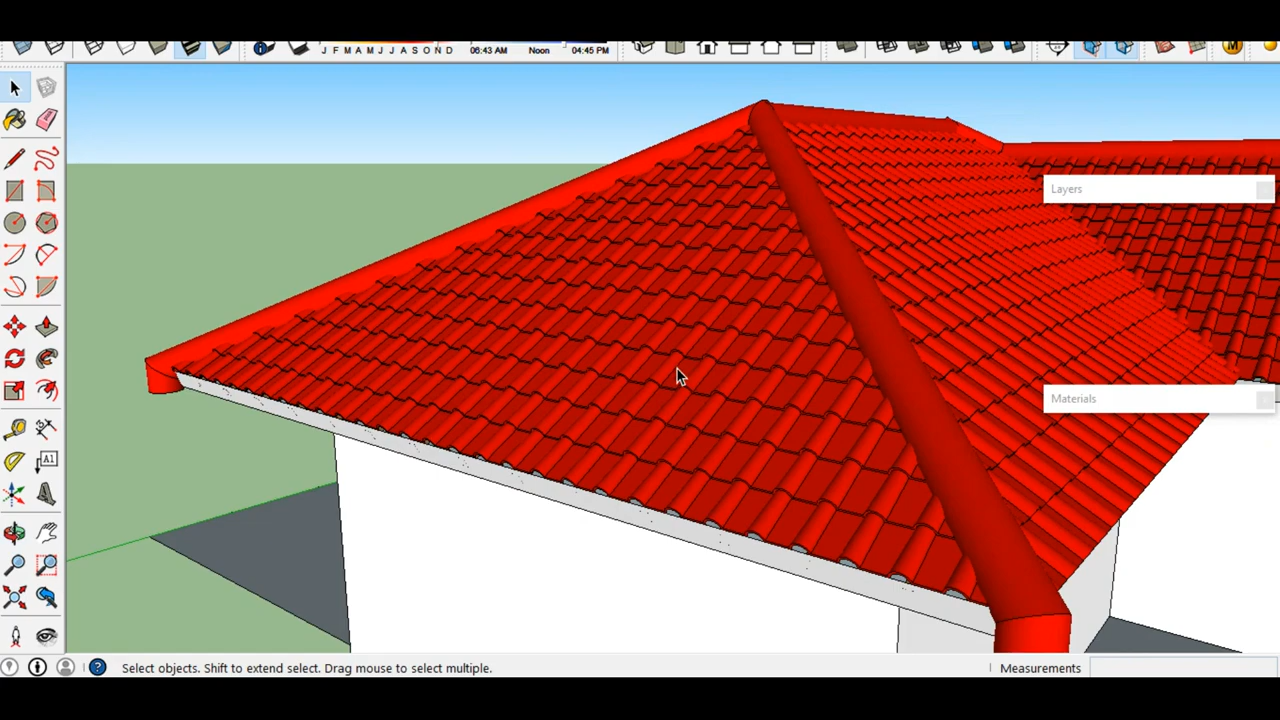 J F M A M J J A S O N D 06:43 AM Noon 04:45 PM
M
Layers
Materials
A1
Select objects. Shift to extend select. Drag mouse to select multiple. Measurements